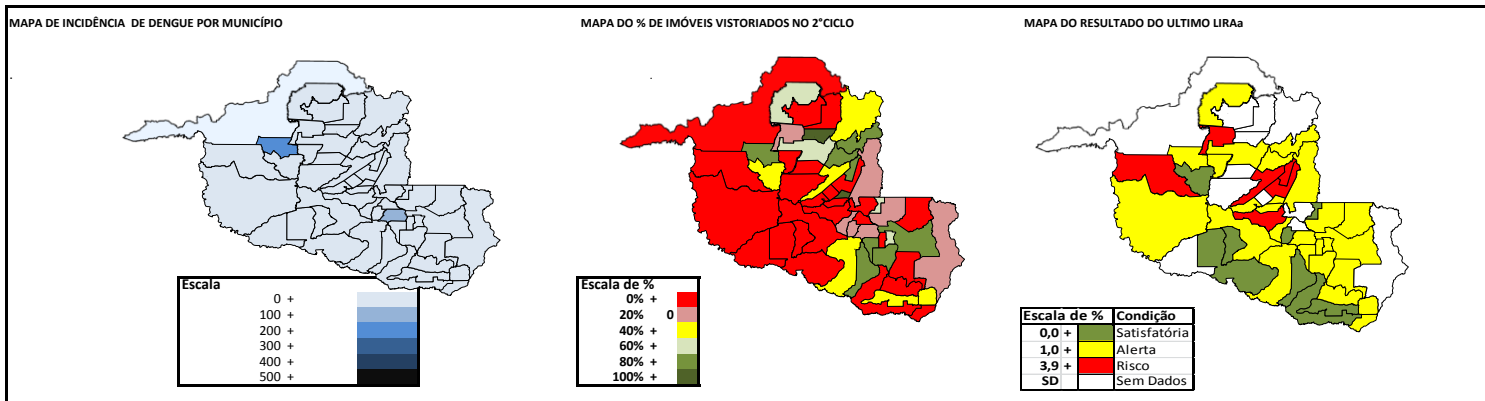 MAPA DE INCIDÊNCIA DE DENGUE POR MUNICÍPIO
Escala
0 +
100 +
200 +
300 +
400 +
500 +
MAPA DO % DE IMÓVEIS VISTORIADOS NO 2°CICLO
Escala de %
0% +
20% 0
40% +
60% +
80% +
100% +
MAPA DO RESULTADO DO ULTIMO LIRAa
Escala de % Condição
0,0 + Satisfatória
1,0 + Alerta
3,9 + Risco
SD Sem Dados